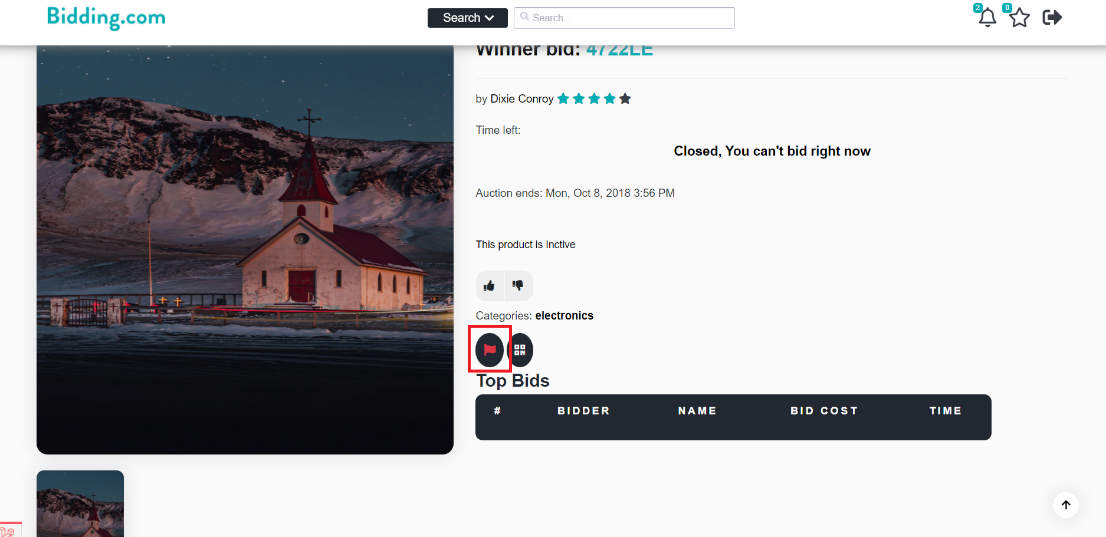 Bidding.com
Search
Search...
2
0
Winner bid: 4722LE
by Dixie Conroy
Time left:
Closed, You can't bid right now
Auction ends: Mon, Oct 8, 2018 3:56 PM
This product is Inctive
Categories: electronics
Top Bids
# BIDDER NAME BID COST TIME